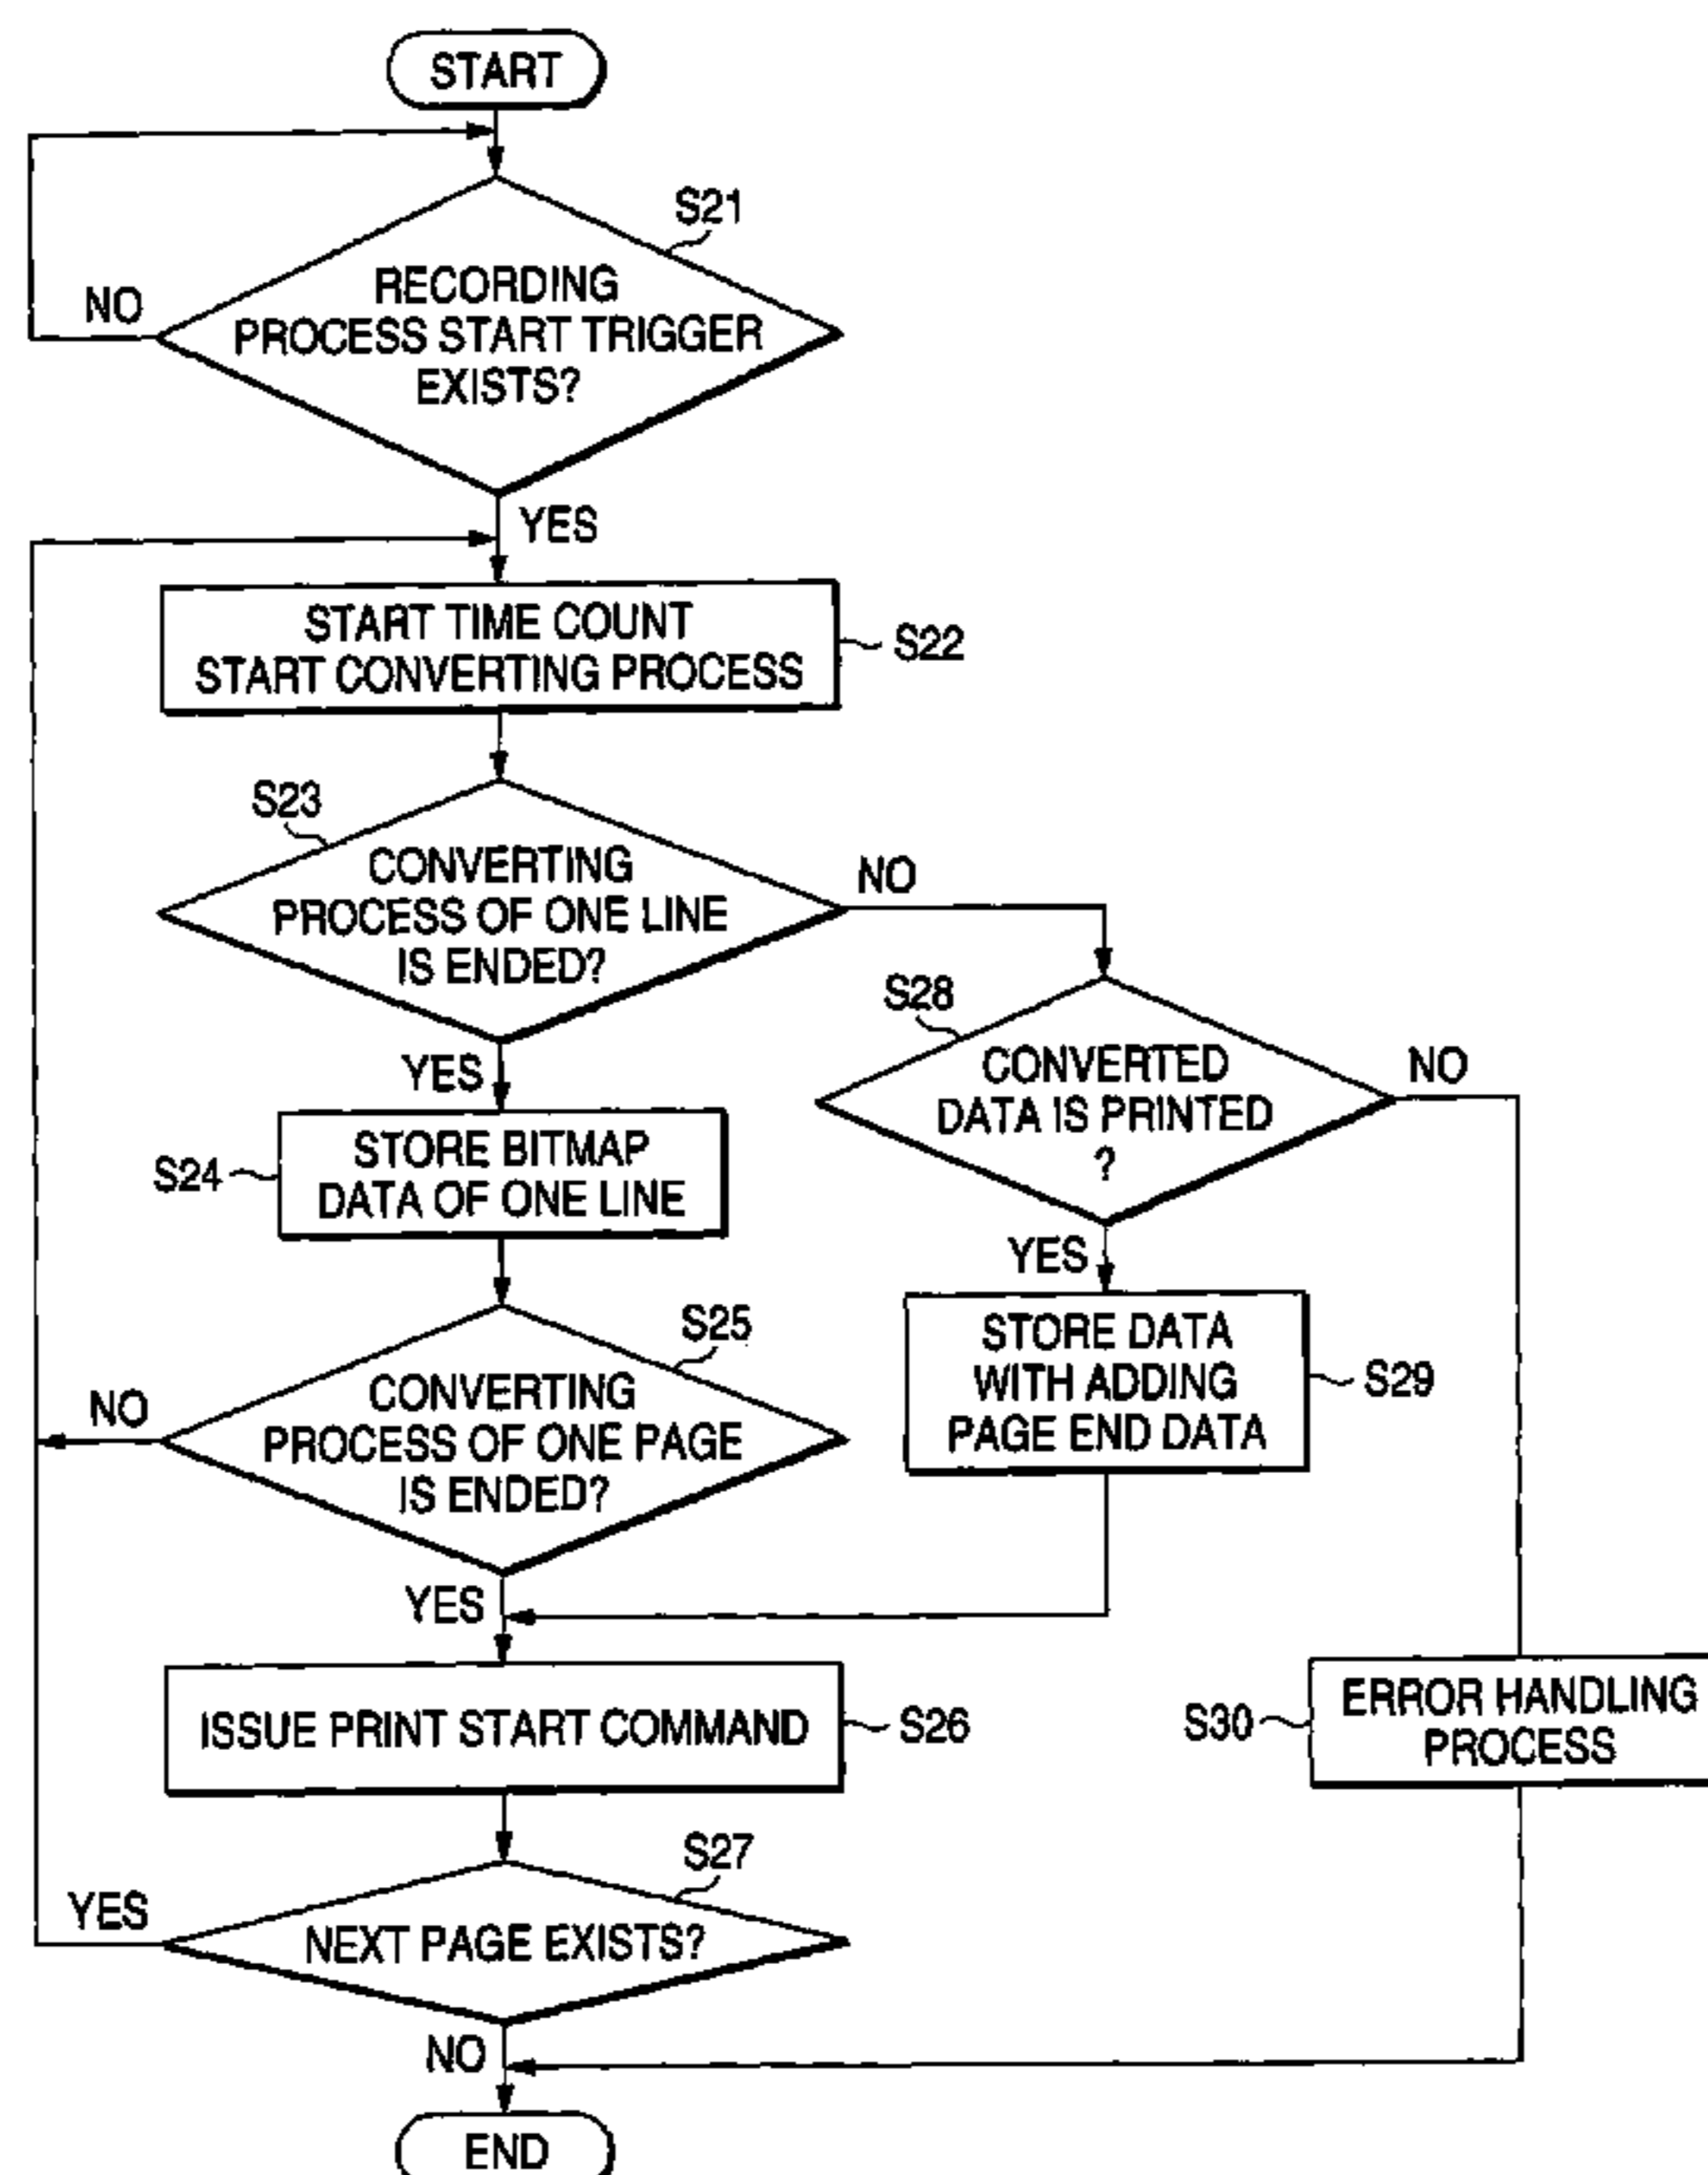 START
S21
RECORDING
PROCESS START TRIGGER
EXISTS?
NO
YES
START TIME COUNT
START CONVERTING PROCESS
S22
S23
CONVERTING
PROCESS OF ONE LINE
IS ENDED?
NO
YES
S28
CONVERTED
DATA IS PRINTED
?
NO
YES
S24
STORE BITMAP
DATA OF ONE LINE
STORE DATA
WITH ADDING
PAGE END DATA
S29
S25
CONVERTING
PROCESS OF ONE PAGE
IS ENDED?
NO
YES
ISSUE PRINT START COMMAND
S26
S30
ERROR HANDLING
PROCESS
S27
NEXT PAGE EXISTS?
YES
NO
END